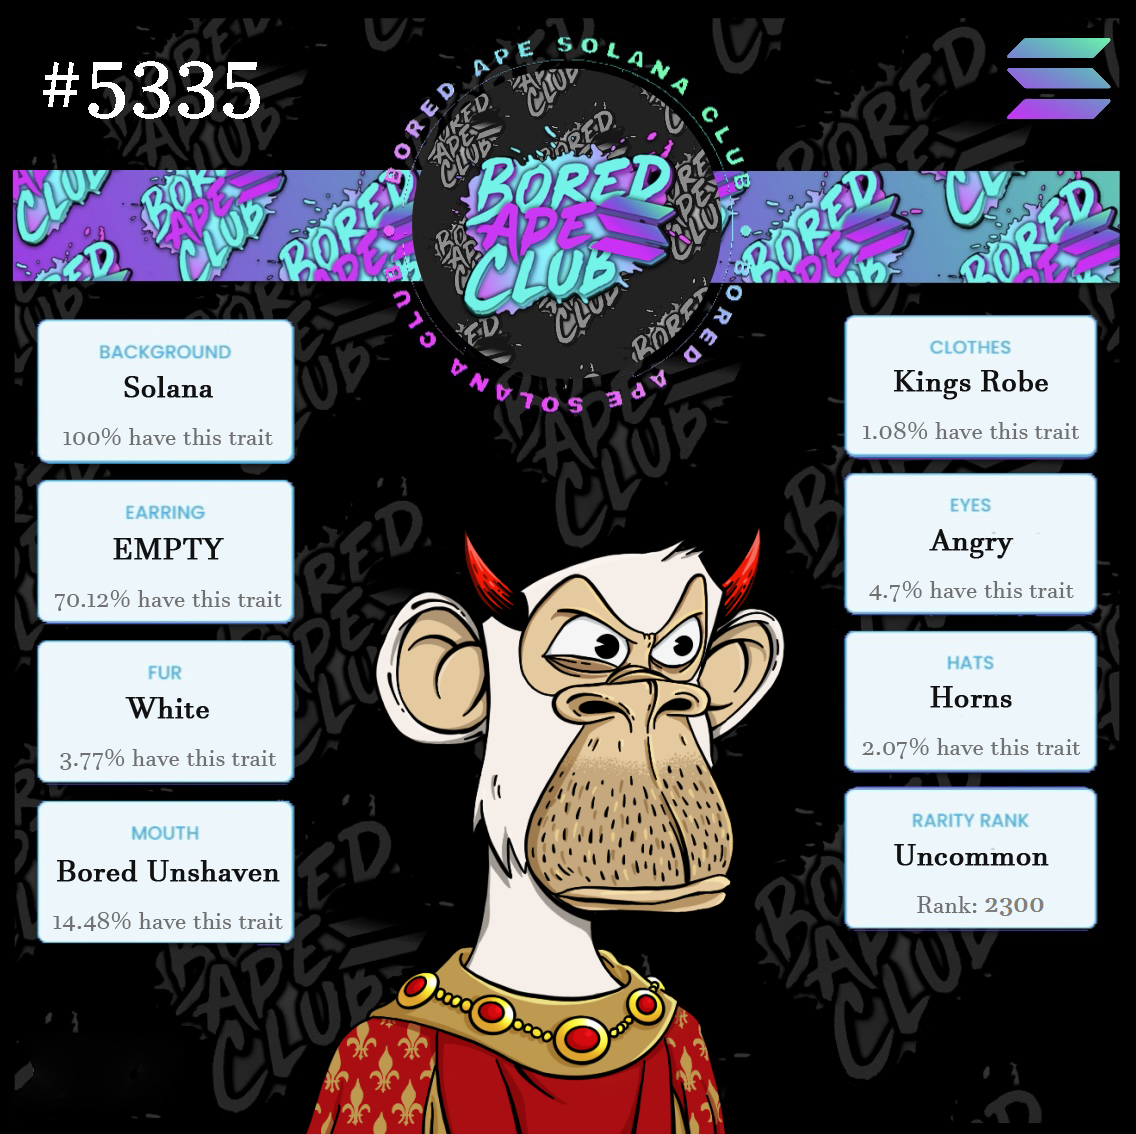 #5335
BORED APE SOLANA CLUB
BORED APE SOLANA CLUB
BORED
APE
CLUB
BACKGROUND
Solana
100% have this trait
EARRING
EMPTY
70.12% have this trait
FUR
White
3.77% have this trait
MOUTH
Bored Unshaven
14.48% have this trait
CLOTHES
Kings Robe
1.08% have this trait
EYES
Angry
4.7% have this trait
HATS
Horns
2.07% have this trait
RARITY RANK
Uncommon
Rank: 2300